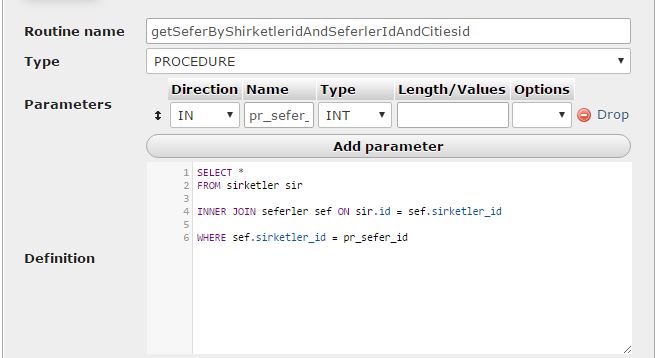 Routine name getSeferByShirketleridAndSeferlerIdAndCitiesid
Type PROCEDURE
Parameters
Direction Name Type Length/Values Options
IN pr_sefer_ INT Drop
Add parameter
Definition
1 SELECT *
2 FROM sirketler sir
3
4 INNER JOIN seferler sef ON sir.id = sef.sirketler_id
5
6 WHERE sef.sirketler_id = pr_sefer_id